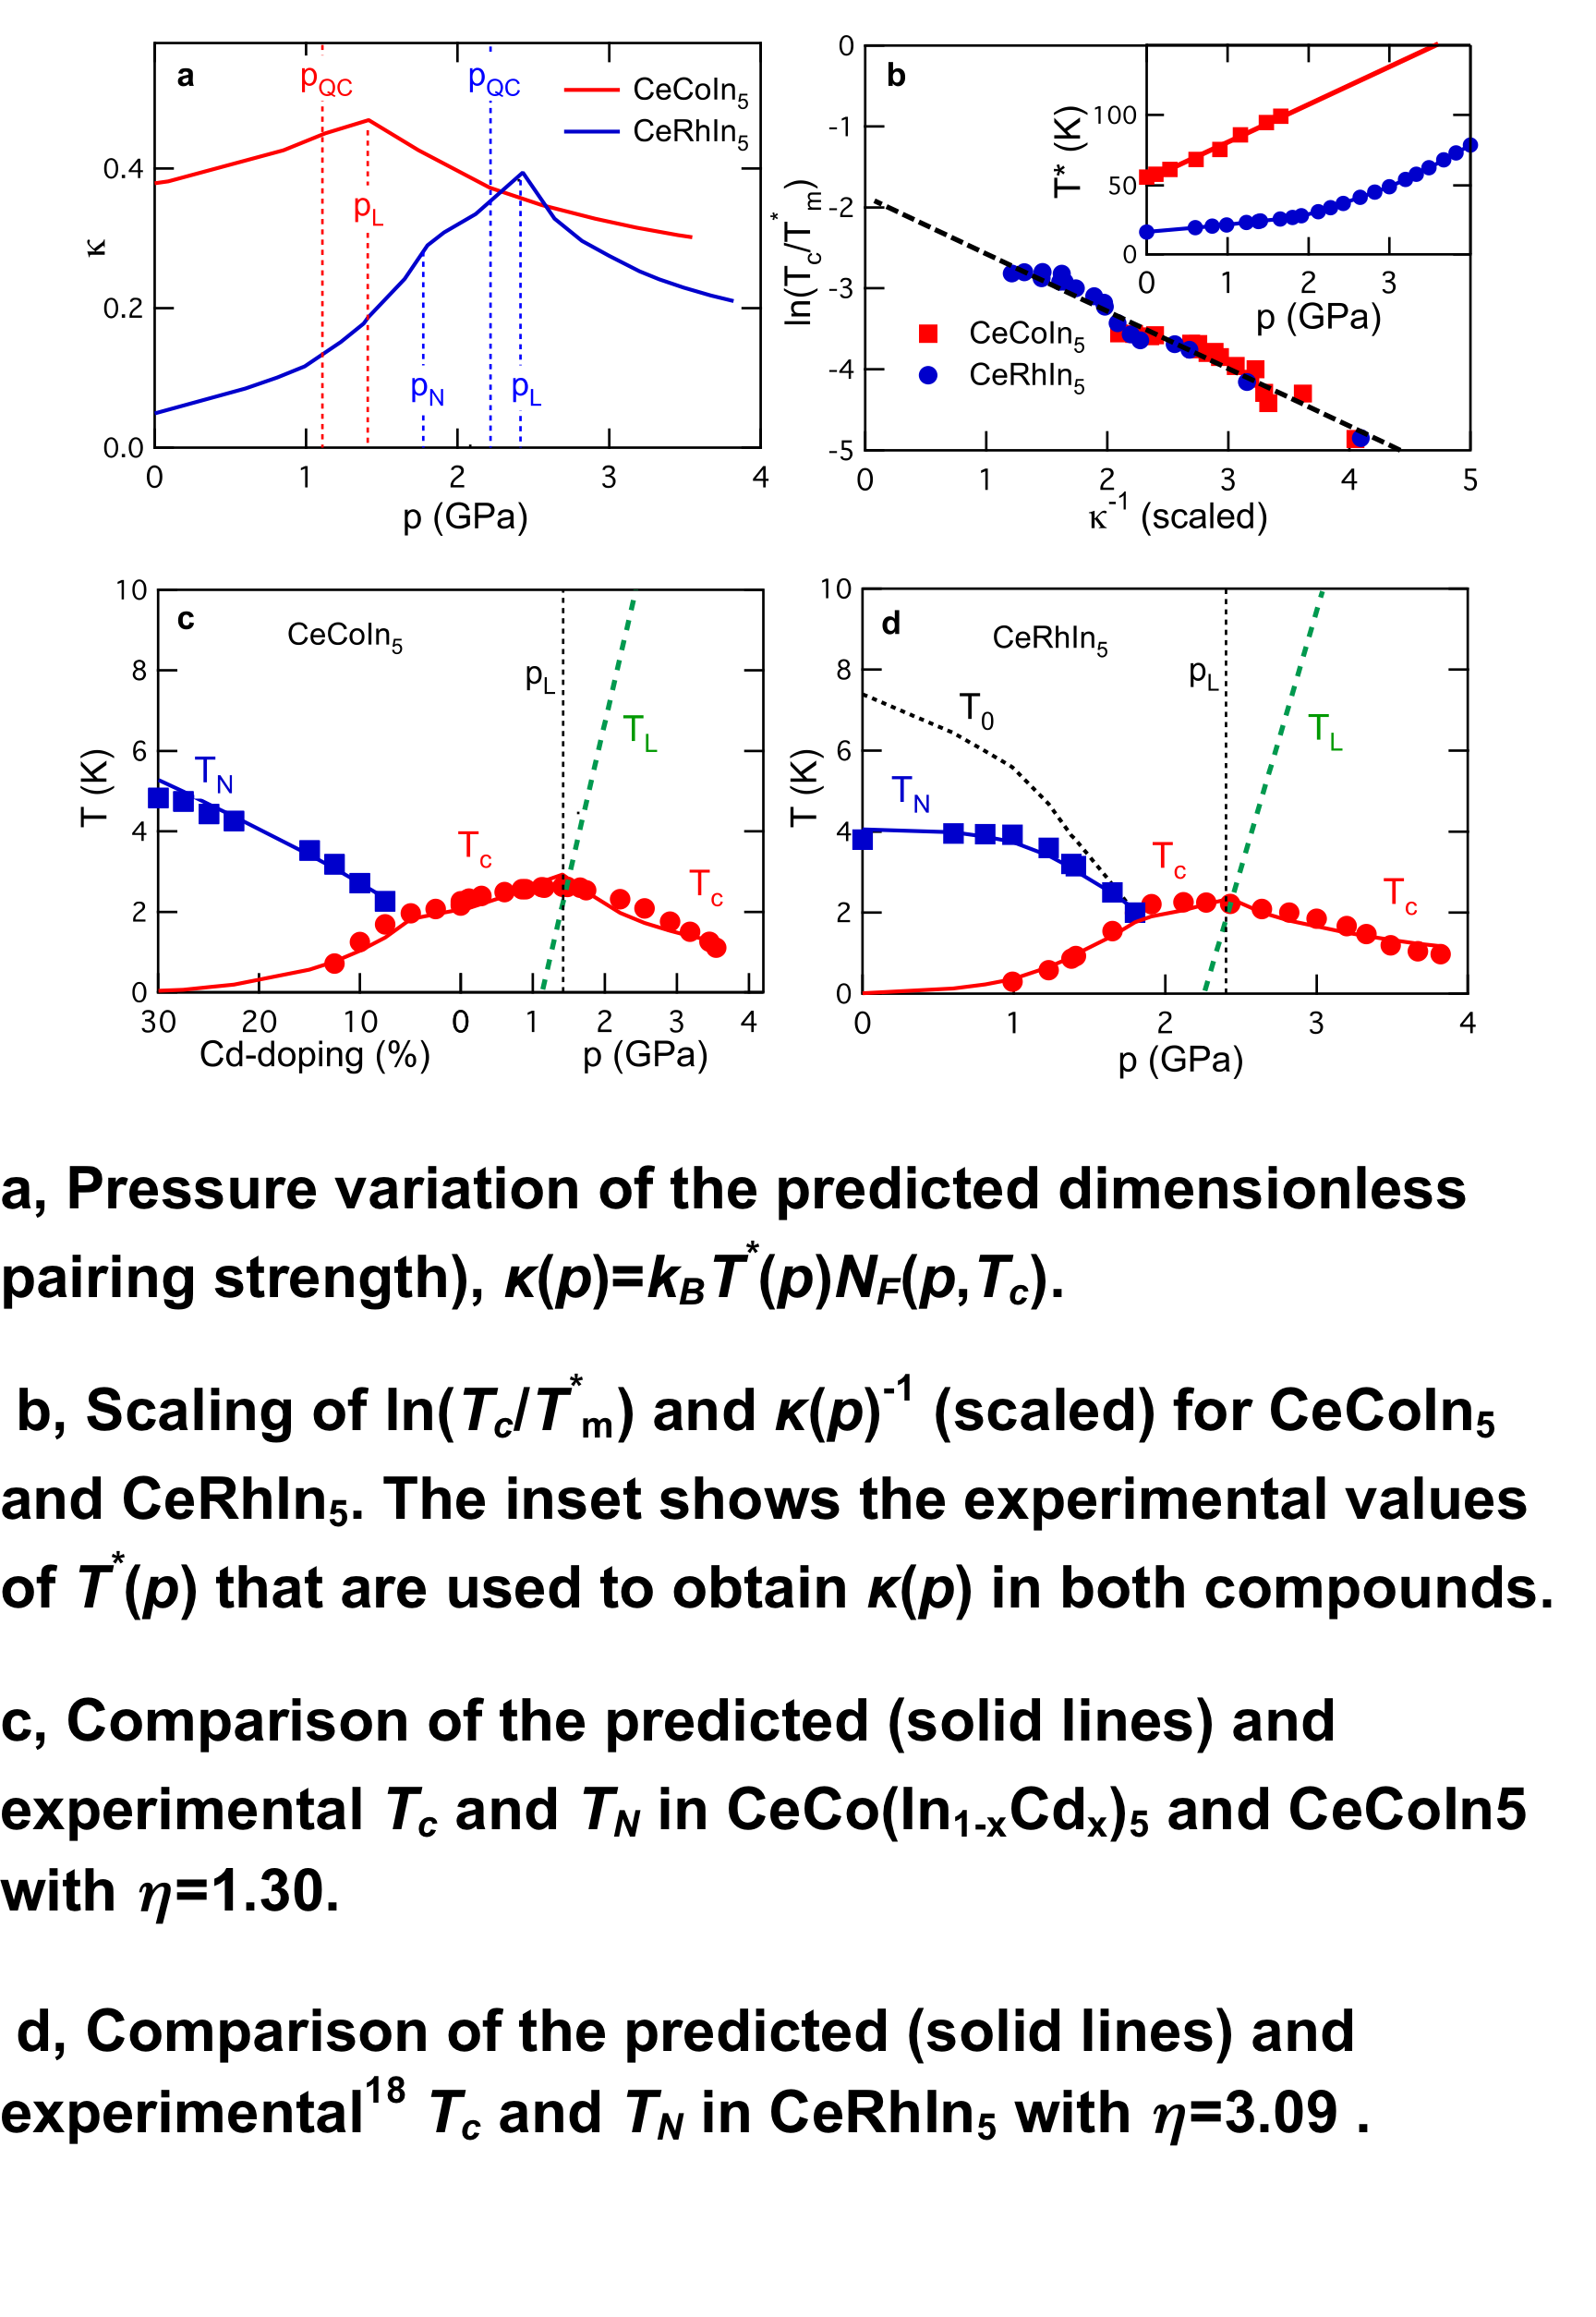 a
p_QC
p_QC
CeCoIn₅
CeRhIn₅
p_L
p_N
p_L
κ
0.4
0.2
0.0
0 1 2 3 4
p (GPa)
b
0
-1
-2
-3
-4
-5
ln(T_c/T*_m)
CeCoIn₅
CeRhIn₅
0 1 2 3 4 5
κ⁻¹ (scaled)
T* (K)
100
50
0
0 1 2 3
p (GPa)
c
CeCoIn₅
p_L
T_L
T_N
T_c
T_c
T (K)
10
8
6
4
2
0
30 20 10 0 1 2 3 4
Cd-doping (%) p (GPa)
d
CeRhIn₅
p_L
T_0
T_L
T_N
T_c
T_c
T (K)
10
8
6
4
2
0
0 1 2 3 4
p (GPa)
a, Pressure variation of the predicted dimensionless
pairing strength), κ(p)=k_BT*(p)N_F(p,T_c).
b, Scaling of ln(T_c/T*_m) and κ(p)⁻¹ (scaled) for CeCoIn₅
and CeRhIn₅. The inset shows the experimental values
of T*(p) that are used to obtain κ(p) in both compounds.
c, Comparison of the predicted (solid lines) and
experimental T_c and T_N in CeCo(In₁₋ₓCdₓ)₅ and CeCoIn5
with η=1.30.
d, Comparison of the predicted (solid lines) and
experimental¹⁸ T_c and T_N in CeRhIn₅ with η=3.09 .